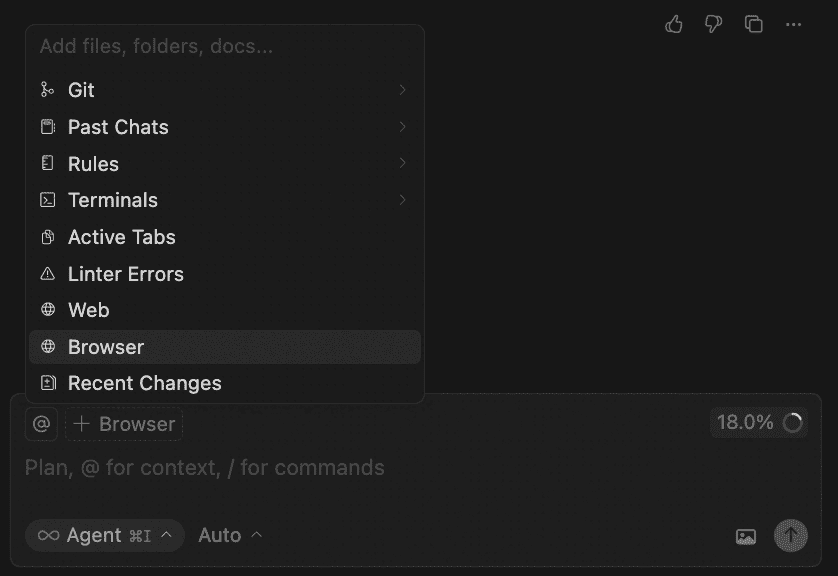 Add files, folders, docs...
Git
Past Chats
Rules
Terminals
Active Tabs
Linter Errors
Web
Browser
Recent Changes
@ + Browser 18.0%
Plan, @ for context, / for commands
Agent ⌘I Auto